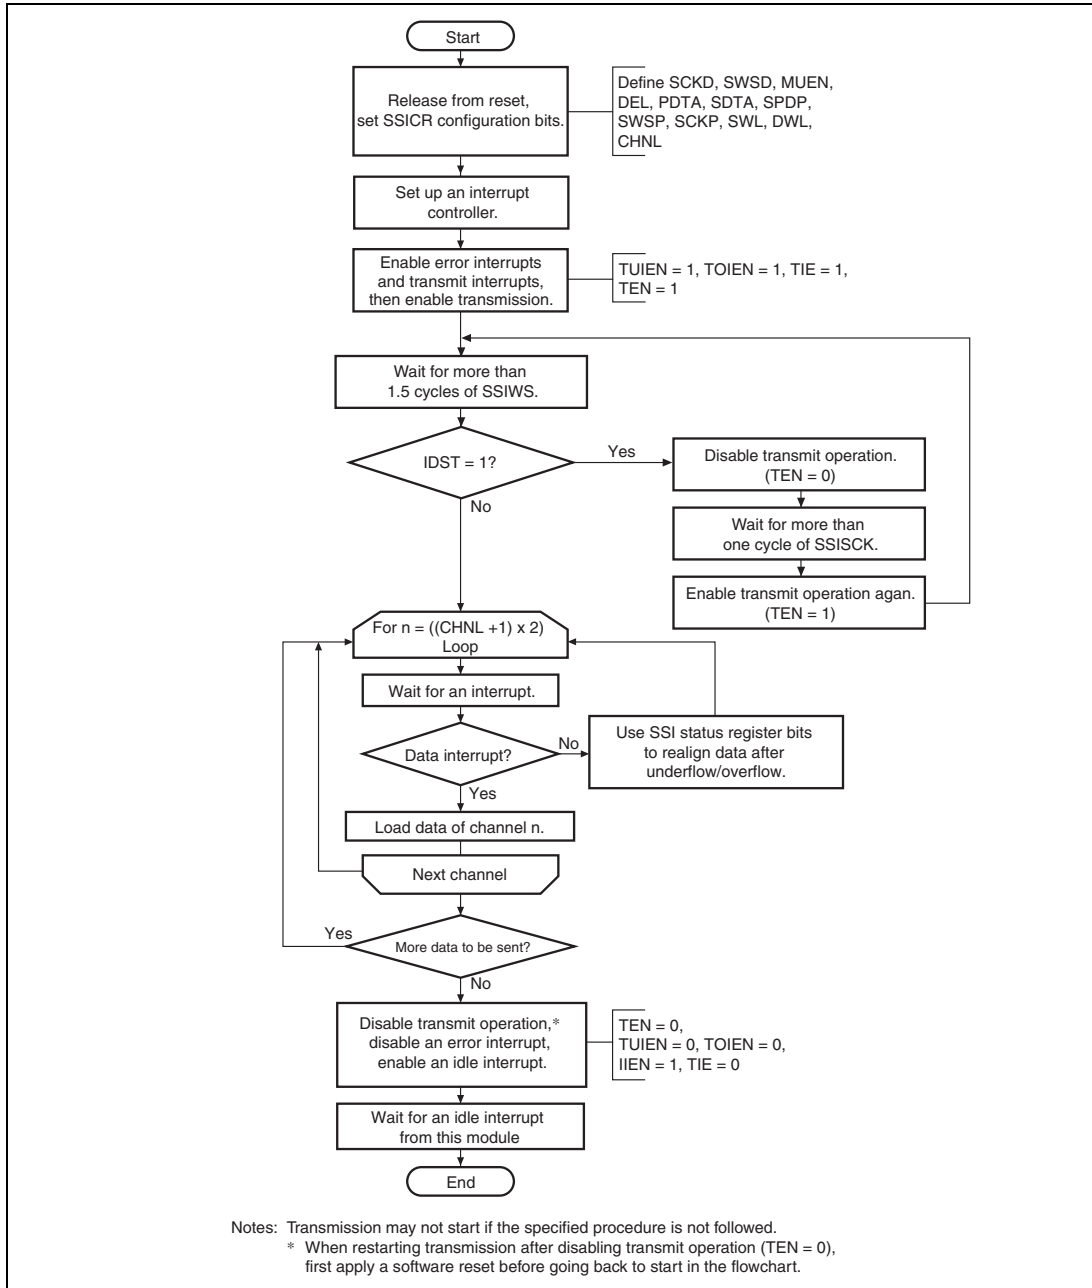 Start
Release from reset,
set SSICR configuration bits.
Define SCKD, SWSD, MUEN,
DEL, PDTA, SDTA, SPDP,
SWSP, SCKP, SWL, DWL,
CHNL
Set up an interrupt
controller.
Enable error interrupts
and transmit interrupts,
then enable transmission.
TUIEN = 1, TOIEN = 1, TIE = 1,
TEN = 1
Wait for more than
1.5 cycles of SSIWS.
IDST = 1?
Yes
No
Disable transmit operation.
(TEN = 0)
Wait for more than
one cycle of SSISCK.
Enable transmit operation agan.
(TEN = 1)
For n = ((CHNL +1) x 2)
Loop
Wait for an interrupt.
Data interrupt?
No
Yes
Use SSI status register bits
to realign data after
underflow/overflow.
Load data of channel n.
Next channel
More data to be sent?
Yes
No
Disable transmit operation,*
disable an error interrupt,
enable an idle interrupt.
TEN = 0,
TUIEN = 0, TOIEN = 0,
IIEN = 1, TIE = 0
Wait for an idle interrupt
from this module
End
Notes: Transmission may not start if the specified procedure is not followed.
* When restarting transmission after disabling transmit operation (TEN = 0),
first apply a software reset before going back to start in the flowchart.